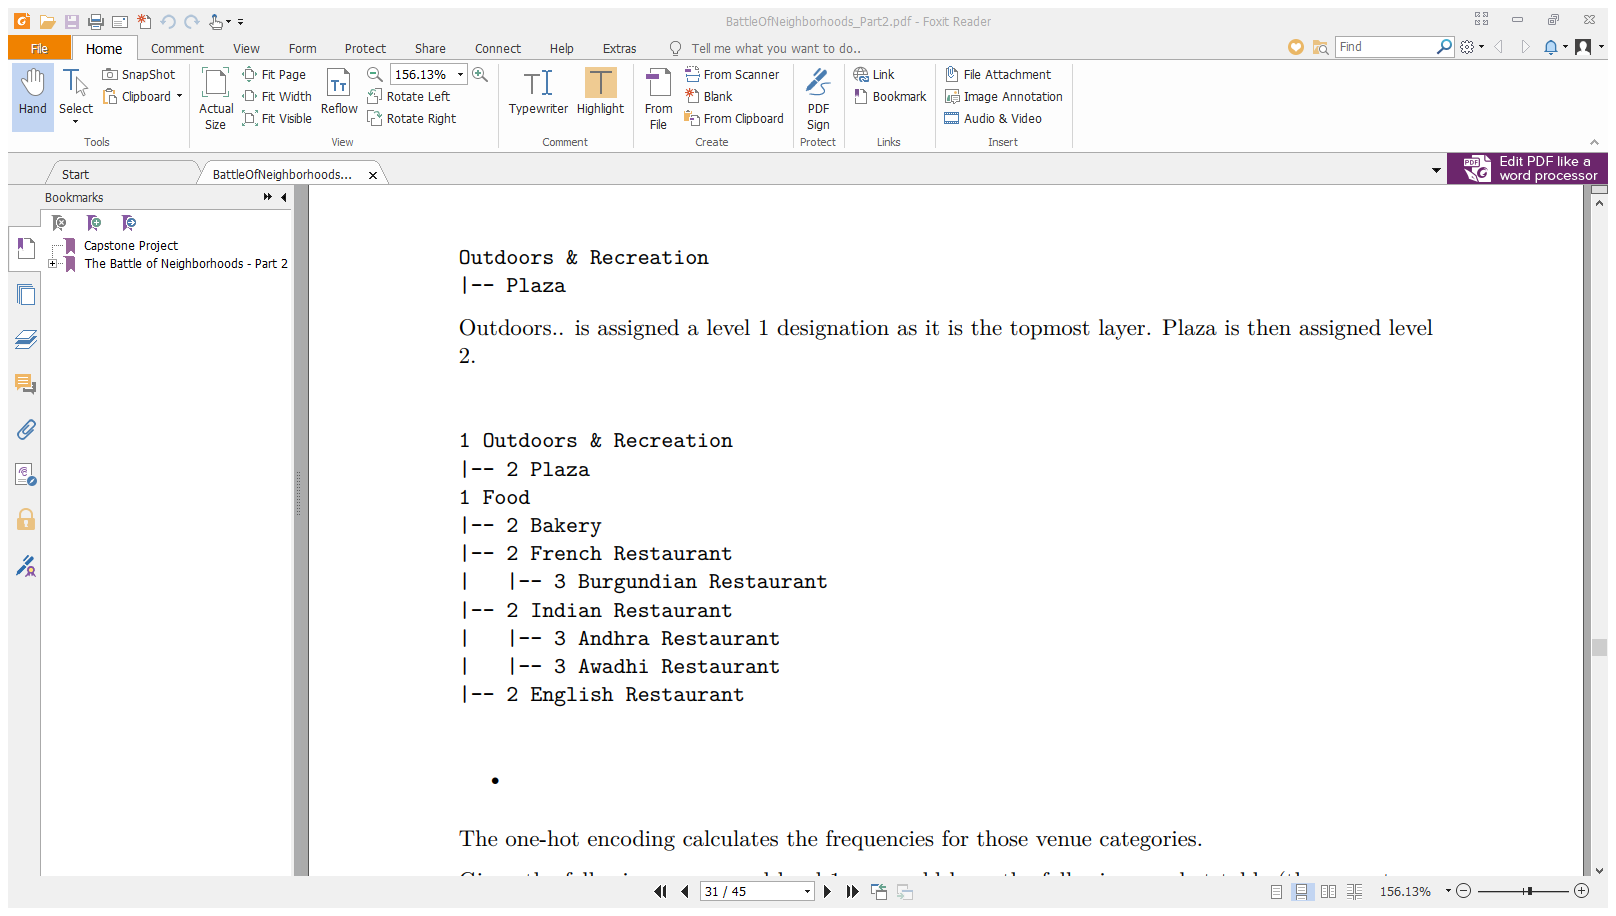 BattleOfNeighborhoods_Part2.pdf - Foxit Reader
File Home Comment View Form Protect Share Connect Help Extras Tell me what you want to do.. Find
Hand
Select
SnapShot
Clipboard
Tools
Actual Size
Fit Page
Fit Width
Fit Visible
Reflow
156.13%
Rotate Left
Rotate Right
View
Typewriter
Highlight
Comment
From File
From Scanner
Blank
From Clipboard
Create
PDF Sign
Protect
Link
Bookmark
Links
File Attachment
Image Annotation
Audio & Video
Insert
Start
BattleOfNeighborhoods...
Edit PDF like a
word processor
Bookmarks
Capstone Project
The Battle of Neighborhoods - Part 2
Outdoors & Recreation
|-- Plaza
Outdoors.. is assigned a level 1 designation as it is the topmost layer. Plaza is then assigned level
2.
1 Outdoors & Recreation
|-- 2 Plaza
1 Food
|-- 2 Bakery
|-- 2 French Restaurant
|   |-- 3 Burgundian Restaurant
|-- 2 Indian Restaurant
|   |-- 3 Andhra Restaurant
|   |-- 3 Awadhi Restaurant
|-- 2 English Restaurant
•
The one-hot encoding calculates the frequencies for those venue categories.
31 / 45
156.13%